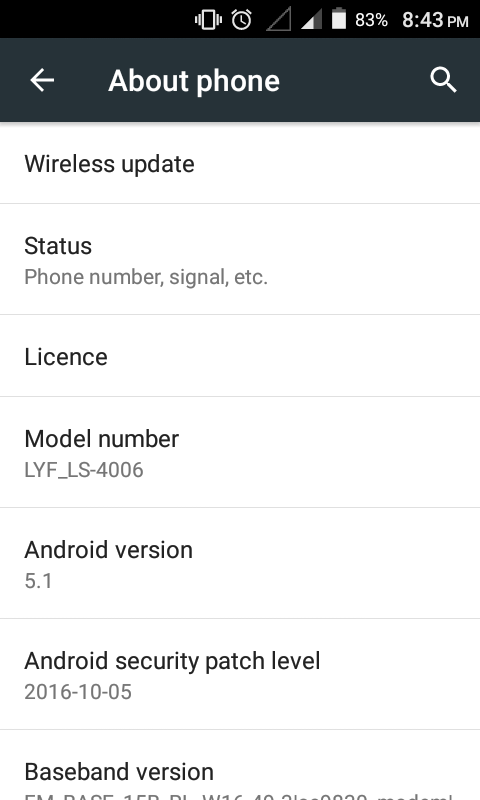 83% 8:43 PM
About phone
Wireless update
Status
Phone number, signal, etc.
Licence
Model number
LYF_LS-4006
Android version
5.1
Android security patch level
2016-10-05
Baseband version